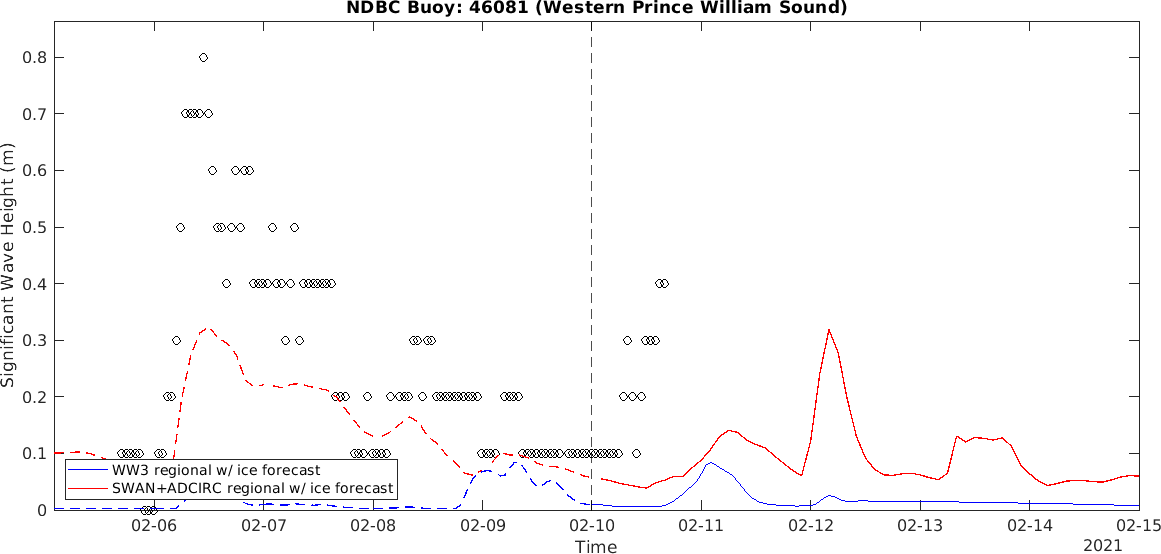 NDBC Buoy: 46081 (Western Prince William Sound)
Significant Wave Height (m)
0.8
0.7
0.6
0.5
0.4
0.3
0.2
0.1
0
WW3 regional w/ ice forecast
SWAN+ADCIRC regional w/ ice forecast
02-06 02-07 02-08 02-09 02-10 02-11 02-12 02-13 02-14 02-15
Time
2021